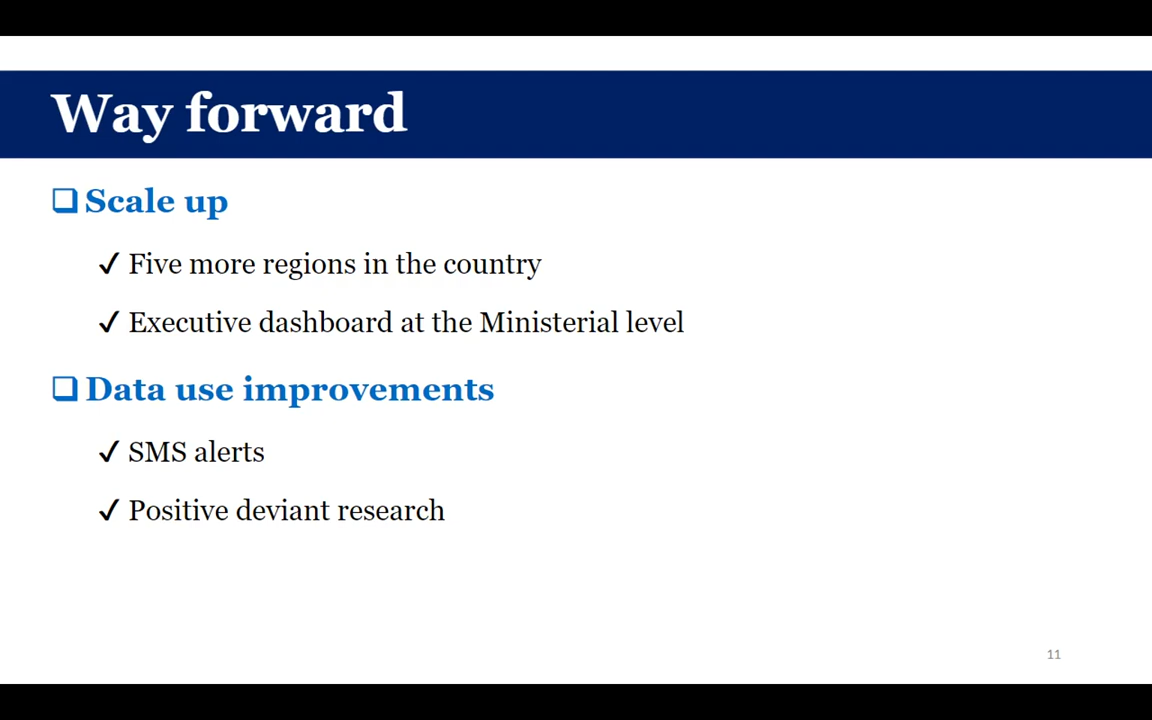 Way forward
❑ Scale up
✓ Five more regions in the country
✓ Executive dashboard at the Ministerial level
❑ Data use improvements
✓ SMS alerts
✓ Positive deviant research
11